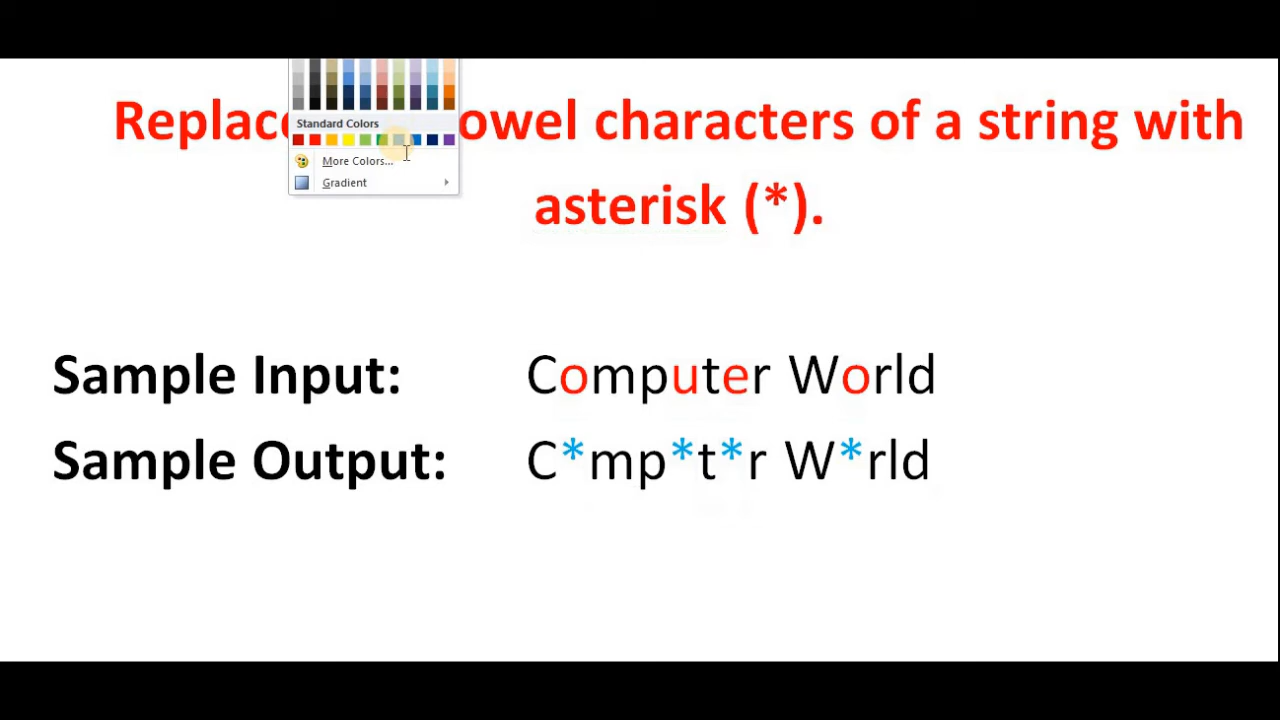 Standard Colors
More Colors...
Gradient
Replac owel characters of a string with
asterisk (*).
Sample Input: Computer World
Sample Output: C*mp*t*r W*rld